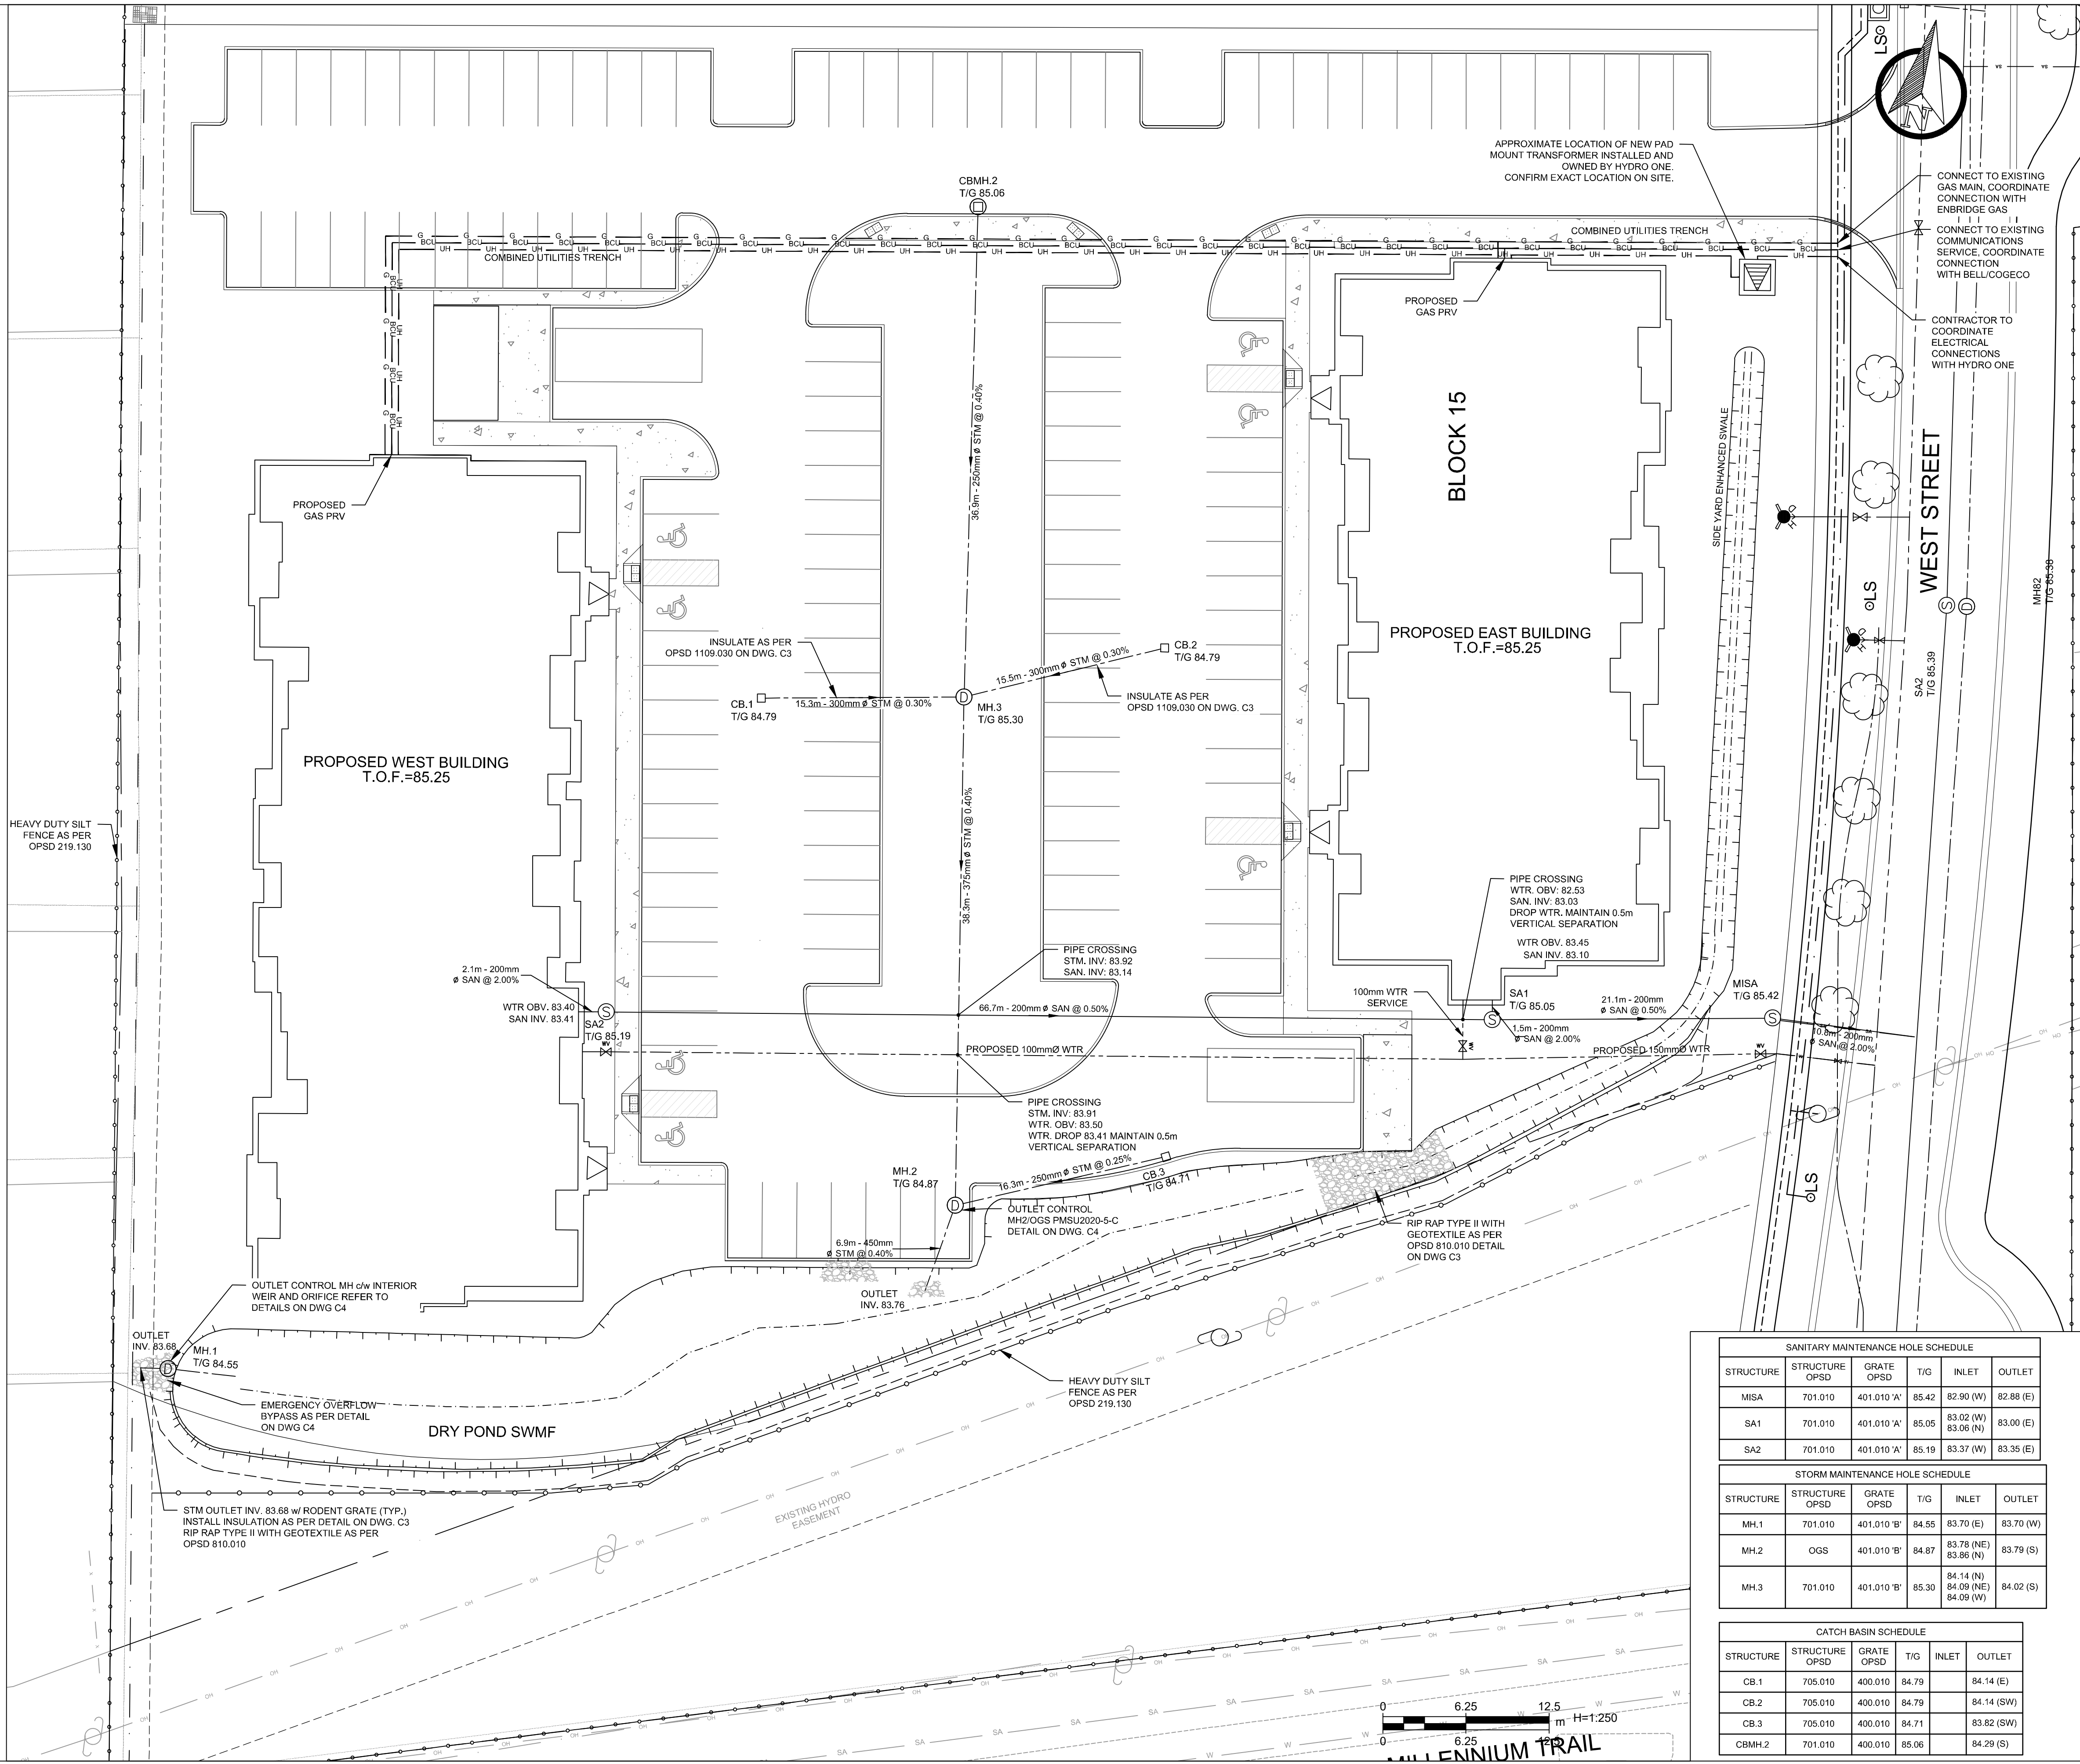 LS
N
APPROXIMATE LOCATION OF NEW PAD
MOUNT TRANSFORMER INSTALLED AND
OWNED BY HYDRO ONE.
CONFIRM EXACT LOCATION ON SITE.
CONNECT TO EXISTING
GAS MAIN, COORDINATE
CONNECTION WITH
ENBRIDGE GAS
CONNECT TO EXISTING
COMMUNICATIONS
SERVICE, COORDINATE
CONNECTION
WITH BELL/COGECO
CONTRACTOR TO
COORDINATE
ELECTRICAL
CONNECTIONS
WITH HYDRO ONE
CBMH.2
T/G 85.06
COMBINED UTILITIES TRENCH
COMBINED UTILITIES TRENCH
PROPOSED
GAS PRV
PROPOSED
GAS PRV
36.9m - 250mm ø STM @ 0.40%
BLOCK 15
SIDE YARD ENHANCED SWALE
WEST STREET
MH82
T/G 85.38
LS
SA2
T/G 85.39
INSULATE AS PER
OPSD 1109.030 ON DWG. C3
15.5m - 300mm ø STM @ 0.30%
CB.2
T/G 84.79
CB.1
T/G 84.79
15.3m - 300mm ø STM @ 0.30%
D
MH.3
T/G 85.30
INSULATE AS PER
OPSD 1109.030 ON DWG. C3
PROPOSED EAST BUILDING
T.O.F.=85.25
PROPOSED WEST BUILDING
T.O.F.=85.25
HEAVY DUTY SILT
FENCE AS PER
OPSD 219.130
38.3m - 375mm ø STM @ 0.40%
PIPE CROSSING
WTR. OBV: 82.53
SAN. INV: 83.03
DROP WTR. MAINTAIN 0.5m
VERTICAL SEPARATION
WTR OBV. 83.45
SAN INV. 83.10
PIPE CROSSING
STM. INV: 83.92
SAN. INV: 83.14
2.1m - 200mm
ø SAN @ 2.00%
WTR OBV. 83.40
SAN INV. 83.41
S
SA2
T/G 85.19
WV
66.7m - 200mm ø SAN @ 0.50%
100mm WTR
SERVICE
WV
S
SA1
T/G 85.05
1.5m - 200mm
ø SAN @ 2.00%
21.1m - 200mm
ø SAN @ 0.50%
MISA
T/G 85.42
S
10.8m - 200mm
ø SAN @ 2.00%
PROPOSED 100mmØ WTR
PROPOSED 150mmØ WTR
WV
PIPE CROSSING
STM. INV: 83.91
WTR. OBV: 83.50
WTR. DROP 83.41 MAINTAIN 0.5m
VERTICAL SEPARATION
MH.2
T/G 84.87
D
16.3m - 250mm ø STM @ 0.25%
CB.3
T/G 84.71
OUTLET CONTROL
MH2/OGS PMSU2020-5-C
DETAIL ON DWG. C4
6.9m - 450mm
ø STM @ 0.40%
OUTLET
INV. 83.76
RIP RAP TYPE II WITH
GEOTEXTILE AS PER
OPSD 810.010 DETAIL
ON DWG C3
LS
OUTLET CONTROL MH c/w INTERIOR
WEIR AND ORIFICE REFER TO
DETAILS ON DWG C4
OUTLET
INV. 83.68
D
MH.1
T/G 84.55
EMERGENCY OVERFLOW
BYPASS AS PER DETAIL
ON DWG C4
DRY POND SWMF
HEAVY DUTY SILT
FENCE AS PER
OPSD 219.130
STM OUTLET INV. 83.68 w/ RODENT GRATE (TYP.)
INSTALL INSULATION AS PER DETAIL ON DWG. C3
RIP RAP TYPE II WITH GEOTEXTILE AS PER
OPSD 810.010
EXISTING HYDRO
EASEMENT
SANITARY MAINTENANCE HOLE SCHEDULE
STRUCTURE STRUCTURE OPSD GRATE OPSD T/G INLET OUTLET
MISA 701.010 401.010 'A' 85.42 82.90 (W) 82.88 (E)
SA1 701.010 401.010 'A' 85.05 83.02 (W) 83.06 (N) 83.00 (E)
SA2 701.010 401.010 'A' 85.19 83.37 (W) 83.35 (E)
STORM MAINTENANCE HOLE SCHEDULE
STRUCTURE STRUCTURE OPSD GRATE OPSD T/G INLET OUTLET
MH.1 701.010 401.010 'B' 84.55 83.70 (E) 83.70 (W)
MH.2 OGS 401.010 'B' 84.87 83.78 (NE) 83.86 (N) 83.79 (S)
MH.3 701.010 401.010 'B' 85.30 84.14 (N) 84.09 (NE) 84.09 (W) 84.02 (S)
CATCH BASIN SCHEDULE
STRUCTURE STRUCTURE OPSD GRATE OPSD T/G INLET OUTLET
CB.1 705.010 400.010 84.79 84.14 (E)
CB.2 705.010 400.010 84.79 84.14 (SW)
CB.3 705.010 400.010 84.71 83.82 (SW)
CBMH.2 701.010 400.010 85.06 84.29 (S)
0 6.25 12.5
m H=1:250
0 6.25 12.5
MILLENNIUM TRAIL